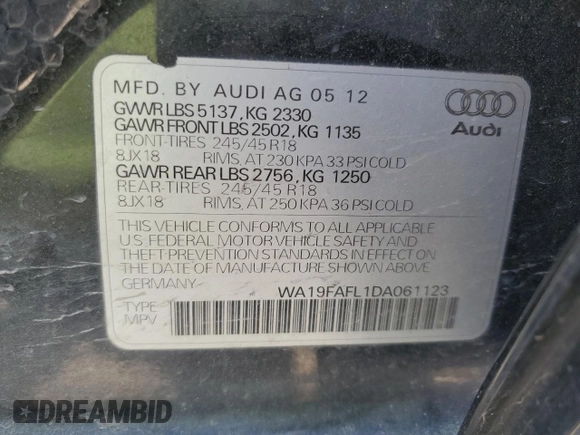 MFD. BY AUDI AG 05 12
GVWR LBS 5137, KG 2330
GAWR FRONT LBS 2502, KG 1135
FRONT-TIRES 245/45 R18
8JX18 RIMS, AT 230 KPA 33 PSI COLD
GAWR REAR LBS 2756, KG 1250
REAR-TIRES 245/45 R18
8JX18 RIMS, AT 250 KPA 36 PSI COLD
THIS VEHICLE CONFORMS TO ALL APPLICABLE
U.S. FEDERAL MOTOR VEHICLE SAFETY AND
THEFT PREVENTION STANDARDS IN EFFECT ON
THE DATE OF MANUFACTURE SHOWN ABOVE.
GERMANY WA19FAFL1DA061123
TYPE
MPV
Audi
DREAMBID